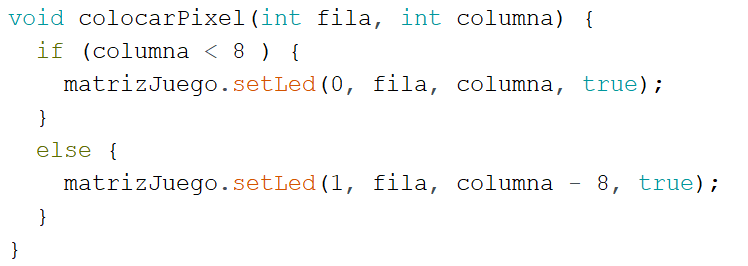 void colocarPixel(int fila, int columna) {
  if (columna < 8 ) {
    matrizJuego.setLed(0, fila, columna, true);
  }
  else {
    matrizJuego.setLed(1, fila, columna - 8, true);
  }
}